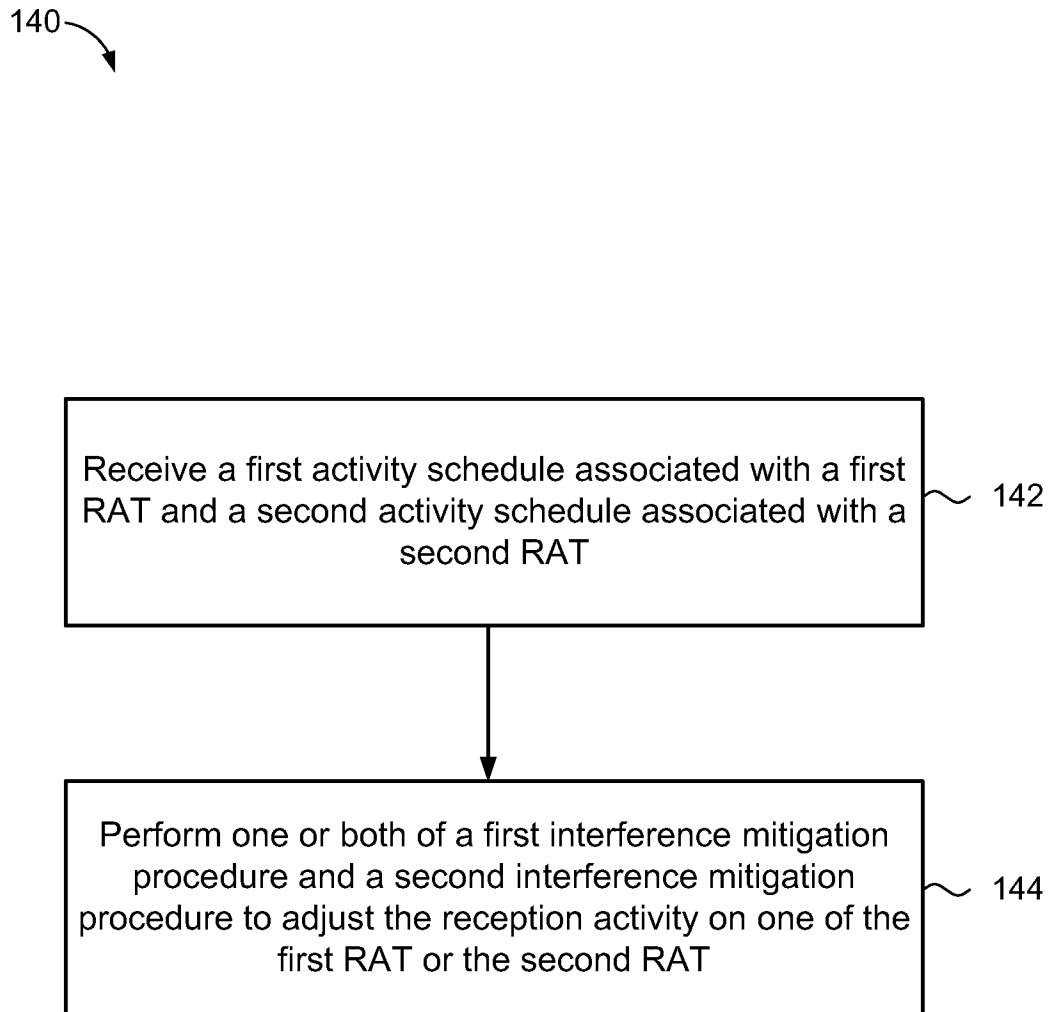 140
Receive a first activity schedule associated with a first
RAT and a second activity schedule associated with a
second RAT
142
Perform one or both of a first interference mitigation
procedure and a second interference mitigation
procedure to adjust the reception activity on one of the
first RAT or the second RAT
144